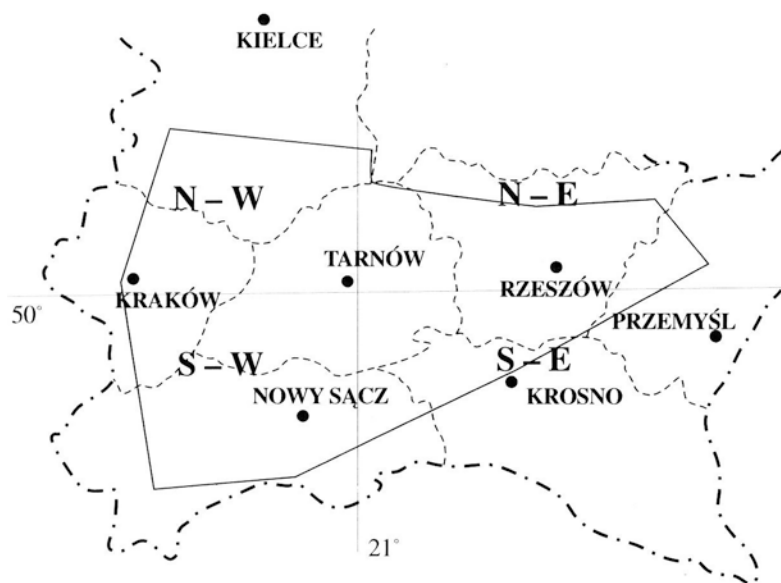 KIELCE
N – W
N – E
TARNÓW
KRAKÓW
RZESZÓW
50°
PRZEMYŚL
S – W
S – E
NOWY SĄCZ
KROSNO
21°